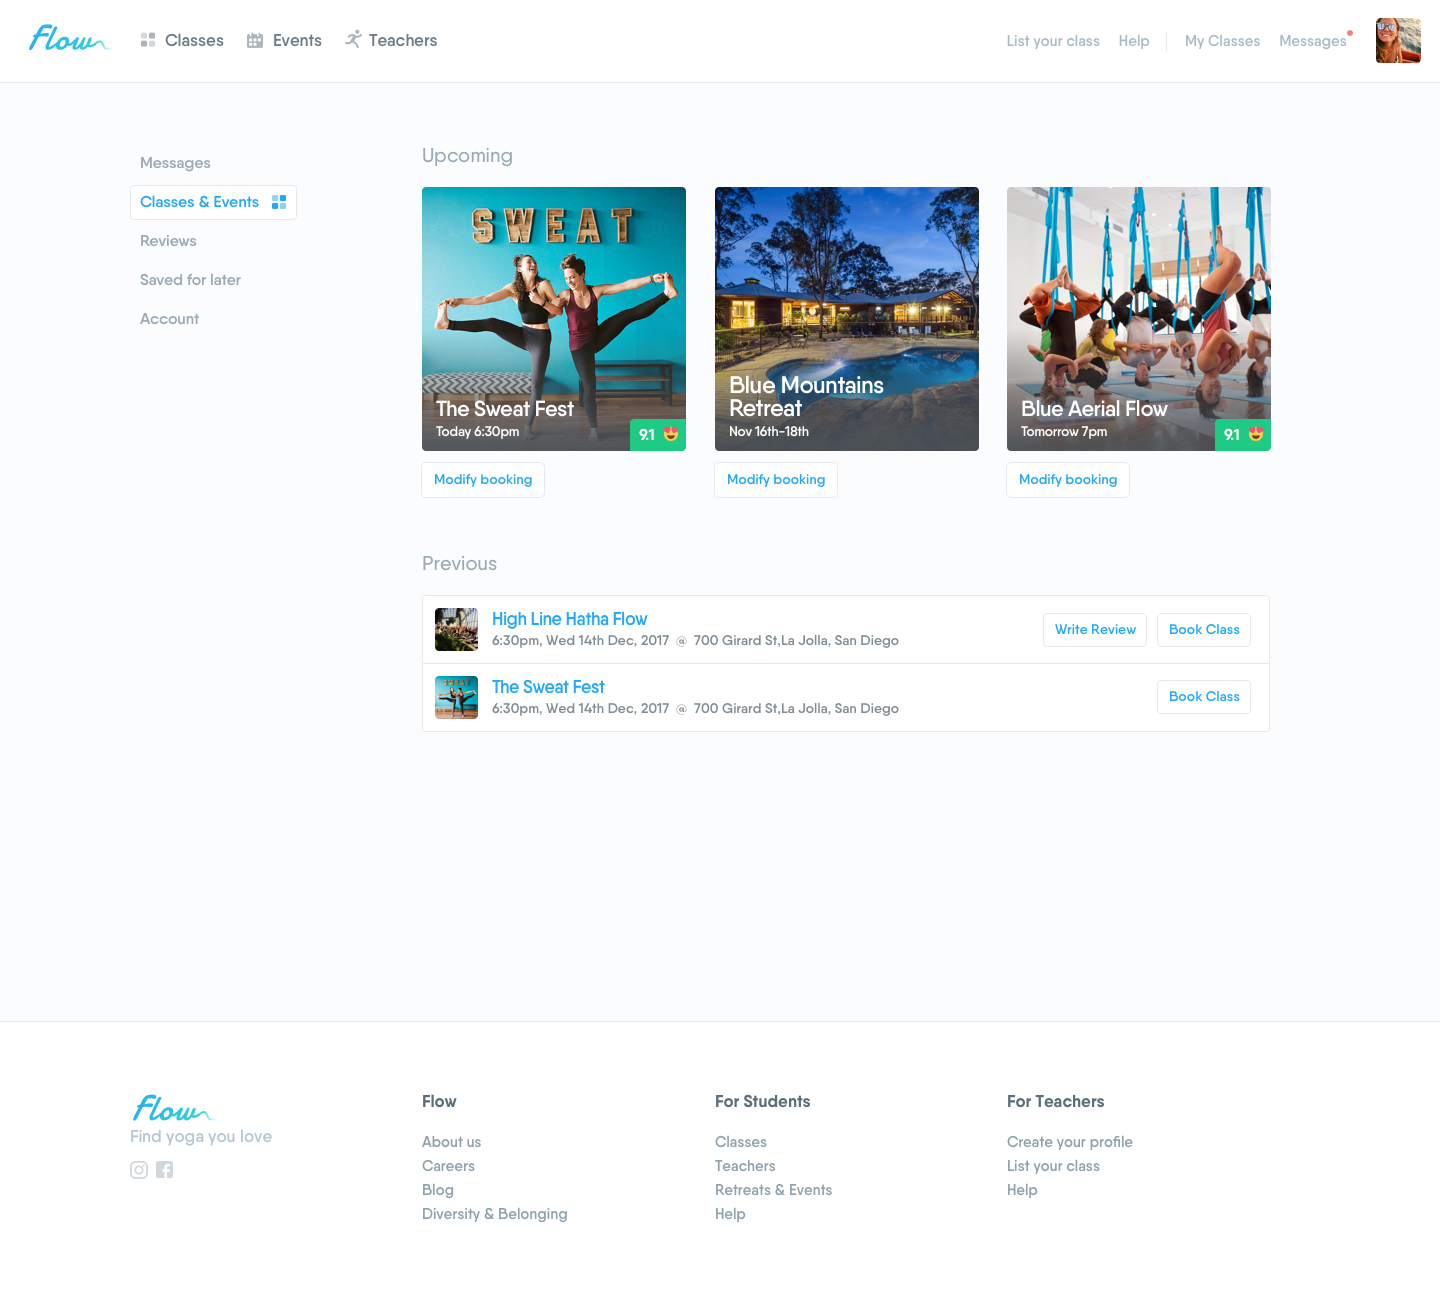 Flow
Classes
Events
Teachers
List your class
Help
My Classes
Messages
Messages
Classes & Events
Reviews
Saved for later
Account
Upcoming
SWEAT
The Sweat Fest
Today 6:30pm
9.1
Modify booking
Blue Mountains
Retreat
Nov 16th-18th
Modify booking
Blue Aerial Flow
Tomorrow 7pm
9.1
Modify booking
Previous
High Line Hatha Flow
6:30pm, Wed 14th Dec, 2017 @ 700 Girard St,La Jolla, San Diego
Write Review
Book Class
SWEAT
The Sweat Fest
6:30pm, Wed 14th Dec, 2017 @ 700 Girard St,La Jolla, San Diego
Book Class
Flow
Find yoga you love
Flow
About us
Careers
Blog
Diversity & Belonging
For Students
Classes
Teachers
Retreats & Events
Help
For Teachers
Create your profile
List your class
Help